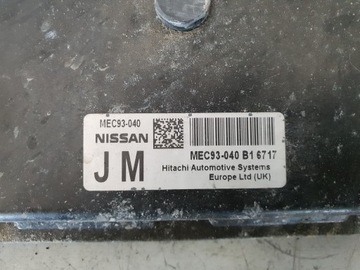 MEC93-040
NISSAN
J M
MEC93-040 B1 6717
Hitachi Automotive Systems
Europe Ltd (UK)